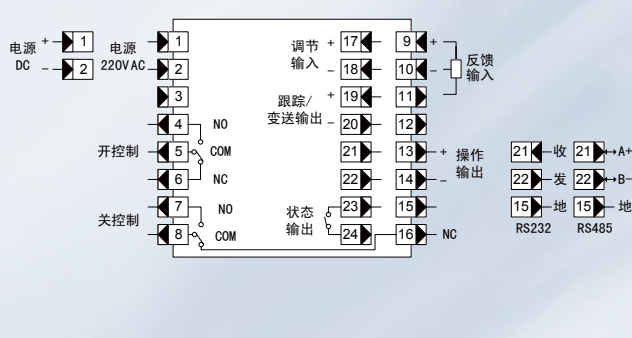 电源 + 1
DC - 2
电源 1
220VAC 2
3
4 NO
开控制 5 COM
6 NC
7 NO
关控制 8 COM
调节 + 17
输入 - 18
跟踪/ + 19
变送输出 - 20
21
22
状态 23
输出 24
9 + 反馈
10 - 输入
11
12
13 + 操作
14 - 输出
15
16 NC
21 收
22 发
15 地
RS232
21 A+
22 B-
15 地
RS485